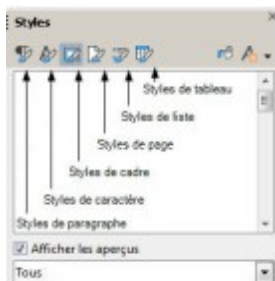 Styles
Styles de tableau
Styles de liste
Styles de page
Styles de cadre
Styles de caractère
Styles de paragraphe
Afficher les aperçus
Tous